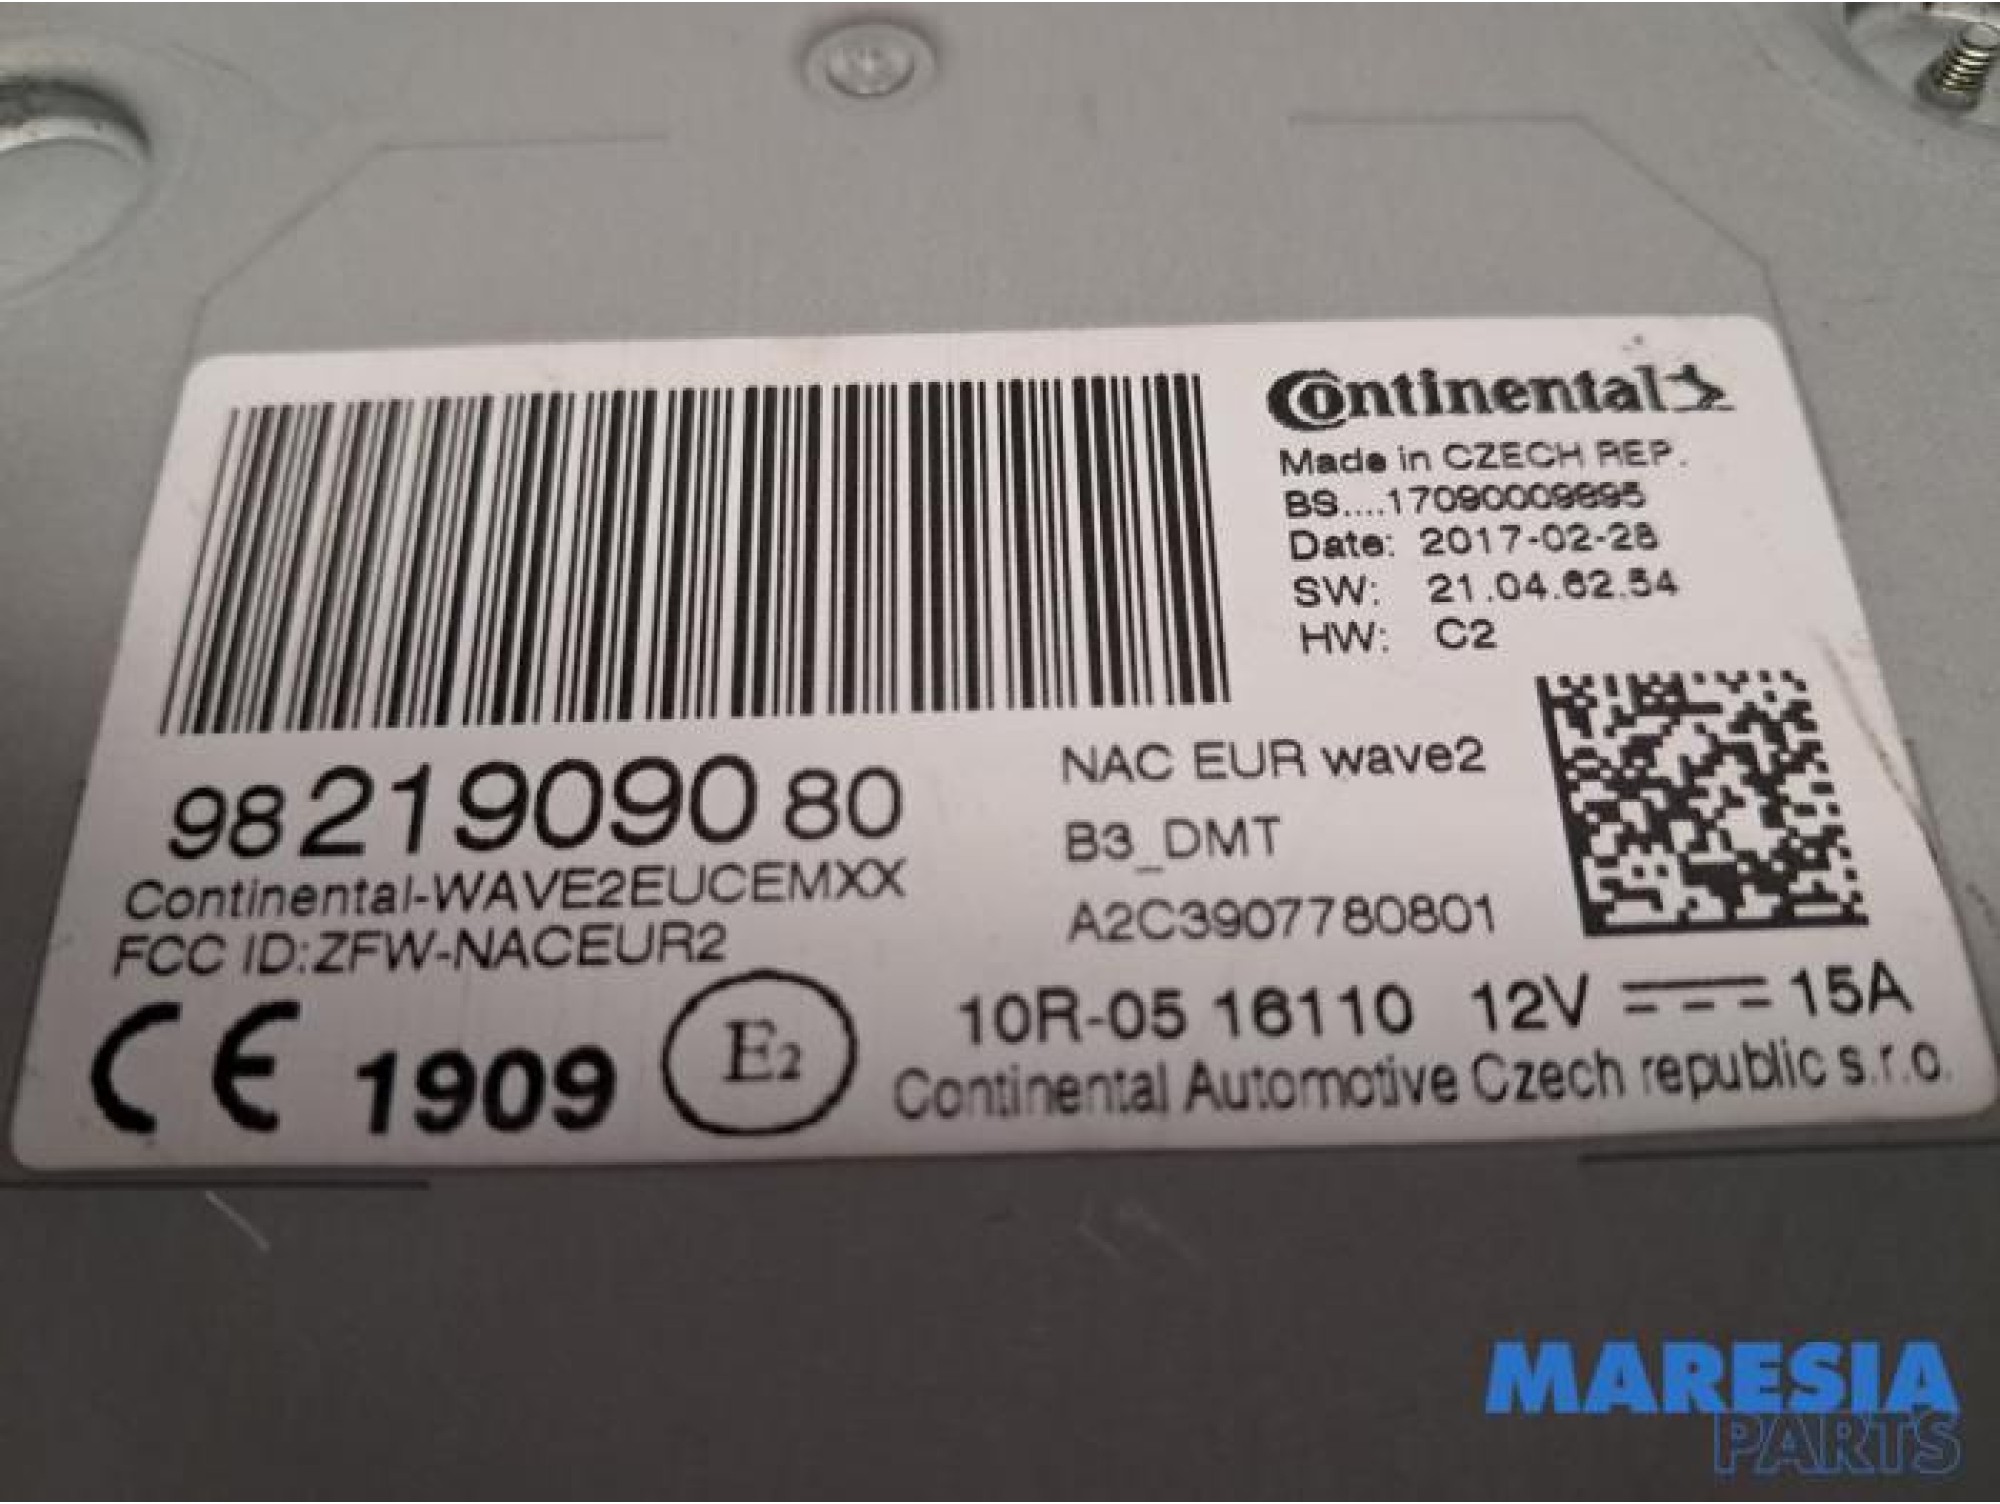 Continental
Made in CZECH REP.
BS....17090009895
Date: 2017-02-28
SW: 21.04.62.54
HW: C2
98 219090 80
NAC EUR wave2
B3_DMT
A2C3907780801
Continental-WAVE2EUCEMXX
FCC ID:ZFW-NACEUR2
CE 1909 E2
10R-05 16110 12V 15A
Continental Automotive Czech republic s.r.o.
MARESIA
PARTS